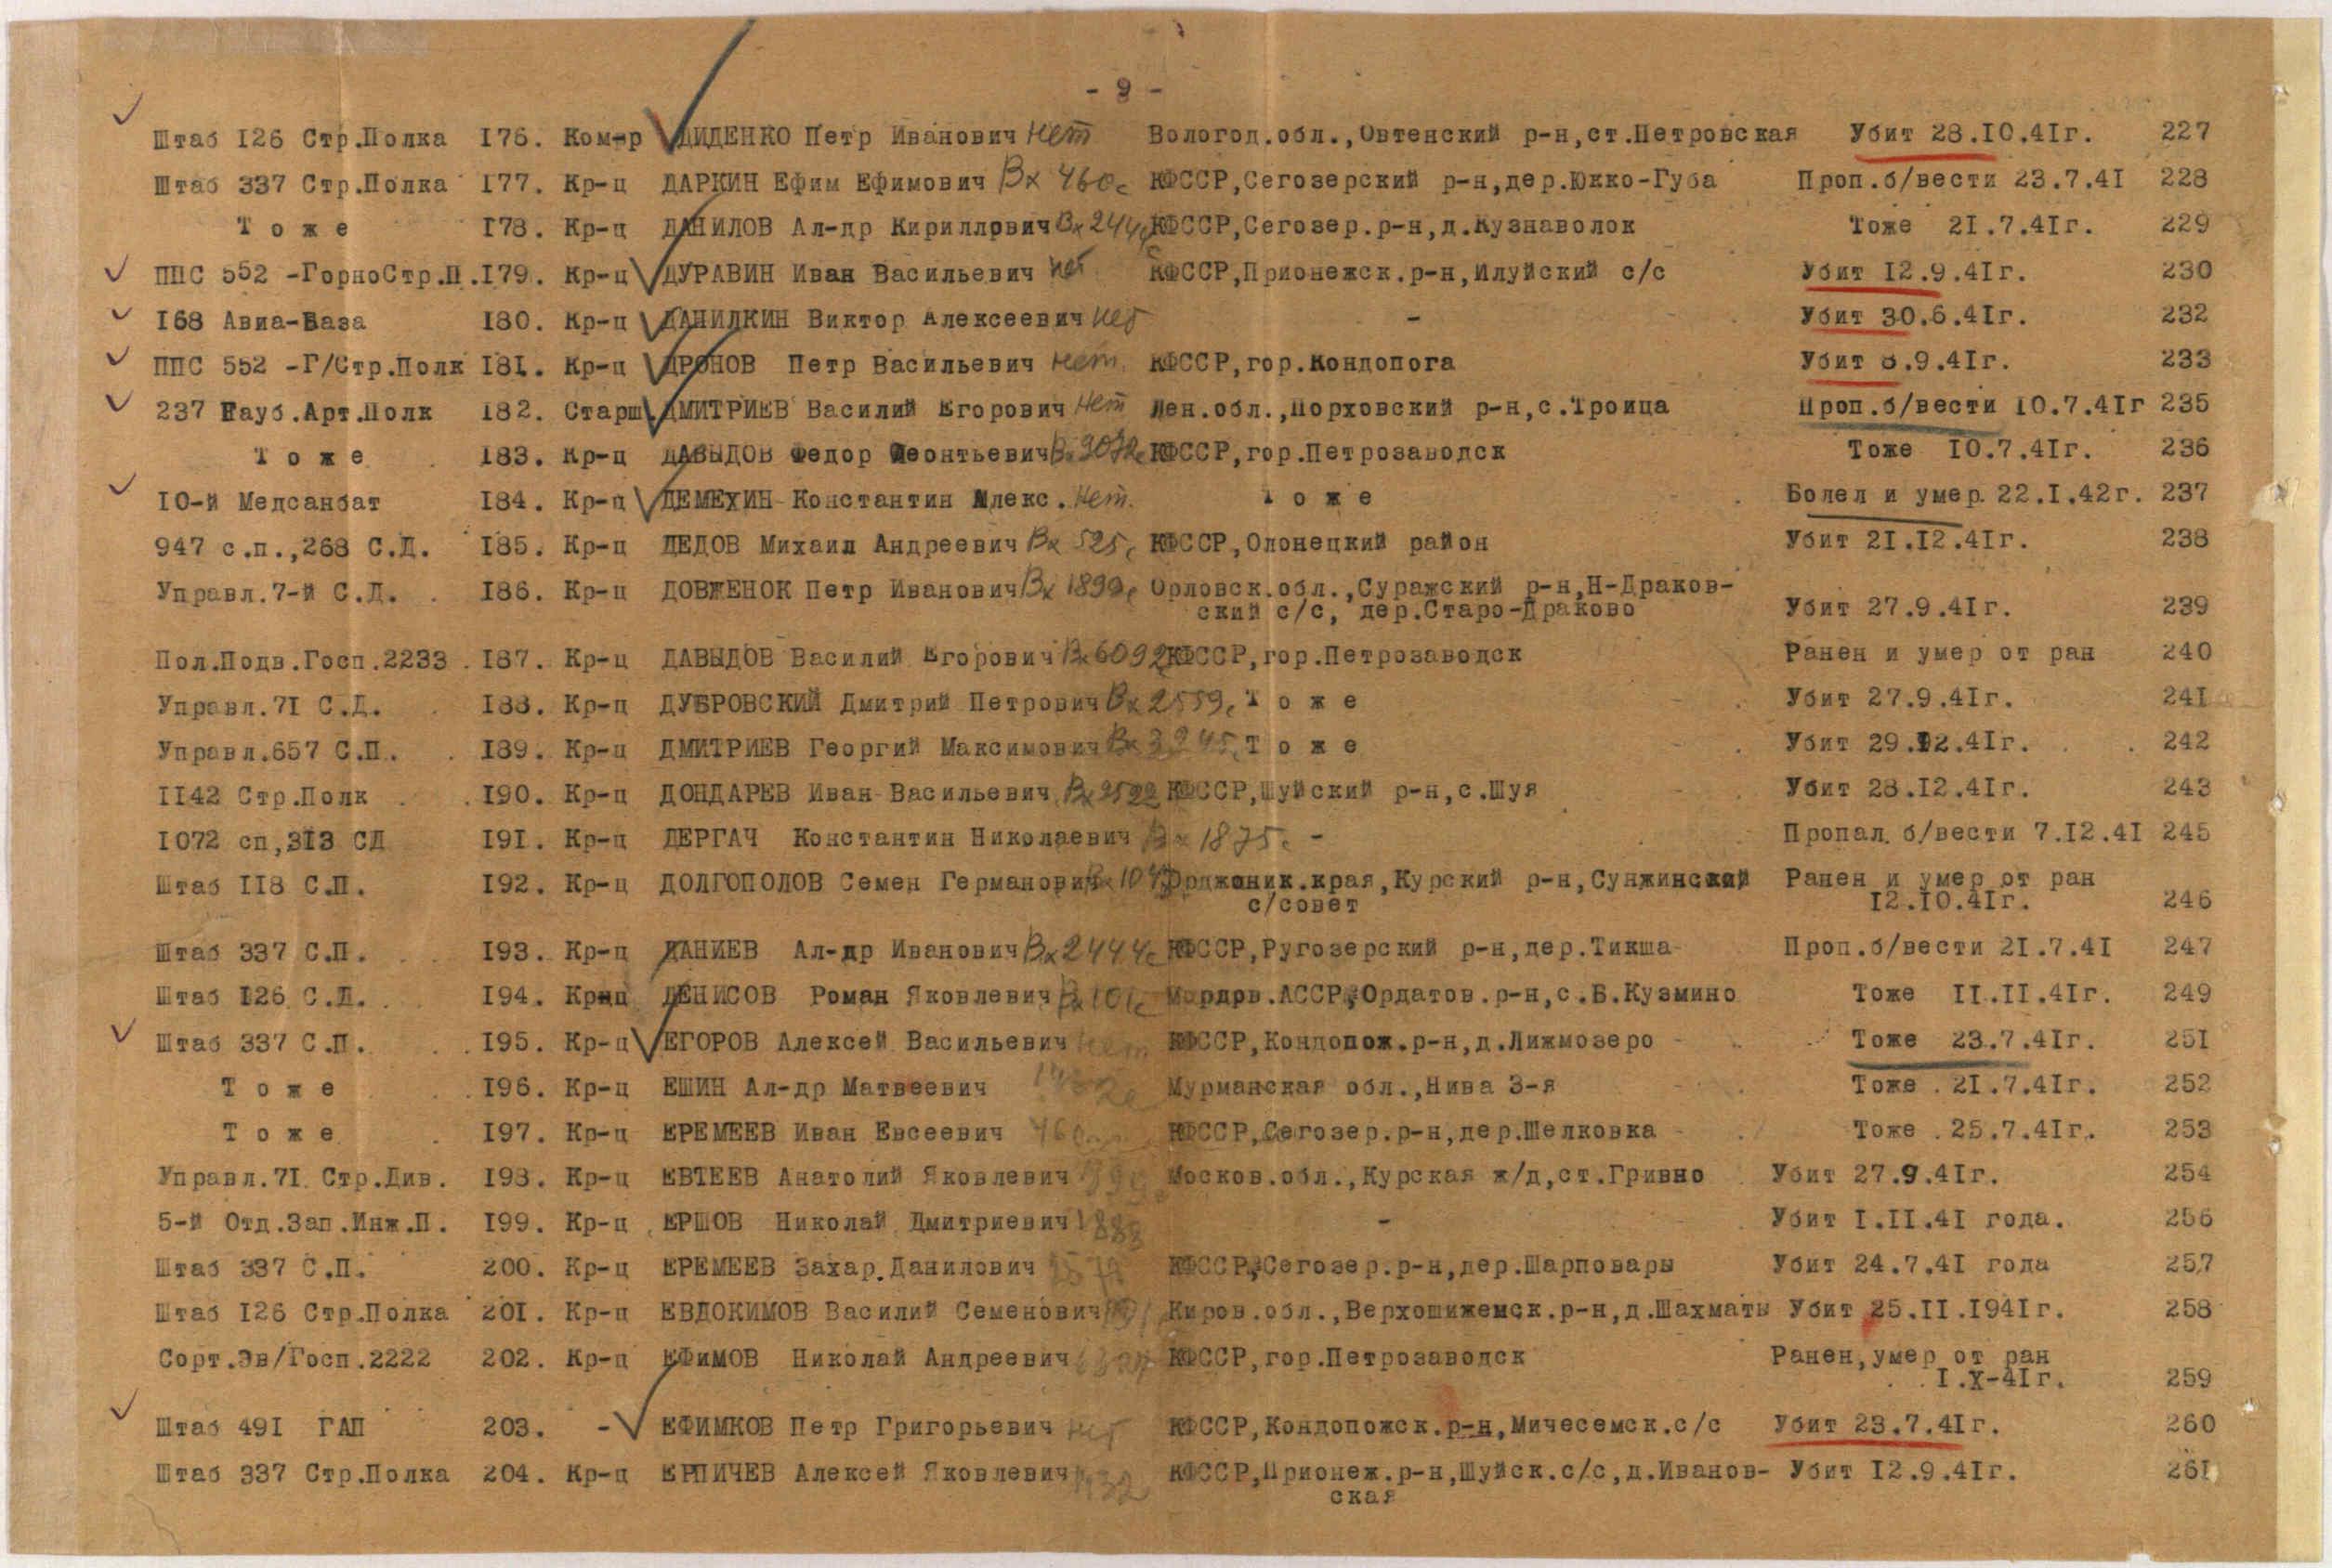 - 9 -
Штаб 126 Стр.Полка 176. Ком-р ДИДЕНКО Петр Иванович нет Вологод.обл.,Овтенский р-н,ст.Петровская Убит 28.10.41г. 227
Штаб 337 Стр.Полка 177. Кр-ц ДАРКИН Ефим Ефимович Вх 460с КФССР,Сегозерский р-н,дер.Юкко-Губа Проп.б/вести 23.7.41 228
Тоже 178. Кр-ц ДАНИЛОВ Ал-др Кириллович Вх 2444с КФССР,Сегозер.р-н,д.Кузнаволок Тоже 21.7.41г. 229
ППС 552 -ГорноСтр.П.179. Кр-ц ДУРАВИН Иван Васильевич нет КФССР,Прионежск.р-н,Илуйский с/с Убит 12.9.41г. 230
168 Авиа-База 180. Кр-ц ДАНИЛКИН Виктор Алексеевич нет - Убит 30.6.41г. 232
ППС 552 -Г/Стр.Полк 181. Кр-ц ДРОНОВ Петр Васильевич нет КФССР,гор.Кондопога Убит 8.9.41г. 233
237 Гауб.Арт.Полк 182. Старш. ДМИТРИЕВ Василий Егорович нет Лен.обл.,Порховский р-н,с.Троица Проп.б/вести 10.7.41г 235
Тоже 183. Кр-ц ДАВЫДОВ Федор Леонтьевич КФССР,гор.Петрозаводск Тоже 10.7.41г. 236
10-й Медсанбат 184. Кр-ц ДЕМЕХИН Константин Алекс. нет. Тоже Болел и умер 22.1.42г. 237
947 с.п.,268 С.Д. 185. Кр-ц ДЕДОВ Михаил Андреевич Вх 525с КФССР,Олонецкий район Убит 21.12.41г. 238
Управл.7-й С.Д. 186. Кр-ц ДОВЖЕНОК Петр Иванович Вх 1899с Орловск.обл.,Суражский р-н,Н-Драков-
ский с/с, дер.Старо-Драково Убит 27.9.41г. 239
Пол.Подв.Госп.2233 187. Кр-ц ДАВЫДОВ Василий Егорович Вх 6092 КФССР,гор.Петрозаводск Ранен и умер от ран 240
Управл.71 С.Д. 188. Кр-ц ДУБРОВСКИЙ Дмитрий Петрович Вх 2559с Тоже Убит 27.9.41г. 241
Управл.657 С.П. 189. Кр-ц ДМИТРИЕВ Георгий Максимович Вх 3245с Тоже Убит 29.12.41г. 242
1142 Стр.Полк 190. Кр-ц ДОНДАРЕВ Иван Васильевич КФССР,Шуйский р-н,с.Шуя Убит 28.12.41г. 243
1072 сп,313 СД 191. Кр-ц ДЕРГАЧ Константин Николаевич Вх 1875с - Пропал б/вести 7.12.41 245
Штаб 118 С.П. 192. Кр-ц ДОЛГОПОЛОВ Семен Германович Орджоник.края,Курский р-н,Сунжинский Ранен и умер от ран
с/совет 12.10.41г. 246
Штаб 337 С.П. 193. Кр-ц ДАНИЕВ Ал-др Иванович Вх 2444с КФССР,Ругозерский р-н,дер.Тикша Проп.б/вести 21.7.41 247
Штаб 126 С.Д. 194. Кр-ц ДЕНИСОВ Роман Яковлевич Вх 101с Мордов.АССР,Ордатов.р-н,с.Б.Кузмино Тоже 11.11.41г. 249
Штаб 337 С.П. 195. Кр-ц ЕГОРОВ Алексей Васильевич нет КФССР,Кондопож.р-н,д.Лижмозеро Тоже 23.7.41г. 251
Тоже 196. Кр-ц ЕШИН Ал-др Матвеевич Мурманская обл.,Нива 3-я Тоже 21.7.41г. 252
Тоже 197. Кр-ц ЕРЕМЕЕВ Иван Евсеевич 460 КФССР,Сегозер.р-н,дер.Шелковка Тоже 25.7.41г. 253
Управл.71 Стр.Див. 198. Кр-ц ЕВТЕЕВ Анатолий Яковлевич Москов.обл.,Курская ж/д,ст.Гривно Убит 27.9.41г. 254
5-й Отд.Зап.Инж.П. 199. Кр-ц ЕРШОВ Николай Дмитриевич 1888 - Убит 1.11.41 года. 256
Штаб 337 С.П. 200. Кр-ц ЕРЕМЕЕВ Захар Данилович КФССР,Сегозер.р-н,дер.Шарповары Убит 24.7.41 года 257
Штаб 126 Стр.Полка 201. Кр-ц ЕВДОКИМОВ Василий Семенович Киров.обл.,Верхошижемск.р-н,д.Шахматы Убит 25.11.1941г. 258
Сорт.Эв/Госп.2222 202. Кр-ц ЕФИМОВ Николай Андреевич КФССР,гор.Петрозаводск Ранен,умер от ран
1.X-41г. 259
Штаб 491 ГАП 203. - ЕФИМКОВ Петр Григорьевич нет КФССР,Кондопожск.р-н,Мичесемск.с/с Убит 23.7.41г. 260
Штаб 337 Стр.Полка 204. Кр-ц ЕРПИЧЕВ Алексей Яковлевич КФССР,Прионеж.р-н,Шуйск.с/с,д.Иванов- Убит 12.9.41г. 261
ская